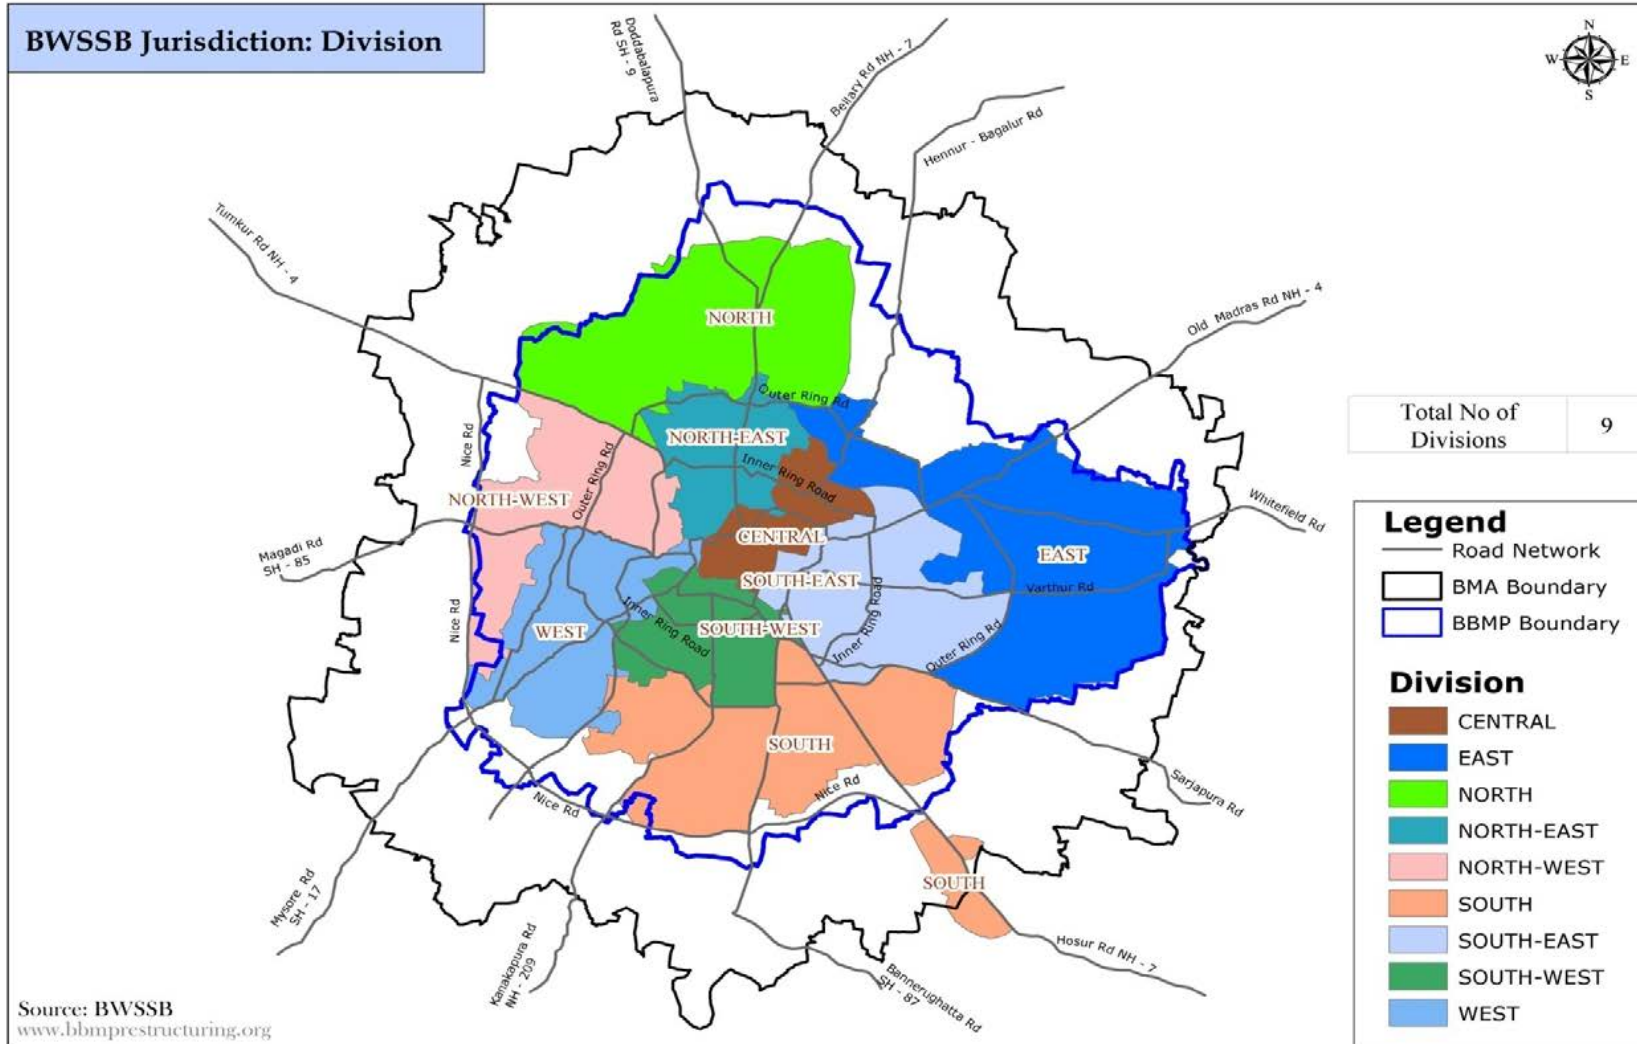 BWSSB Jurisdiction: Division
N
W
E
S
Doddabalapura
Rd SH - 9
Bellary Rd NH - 7
Hennur - Bagalur Rd
Tumkur Rd NH - 4
Old Madras Rd NH - 4
NORTH
Outer Ring Rd
NORTH-EAST
Nice Rd
Outer Ring Rd
Inner Ring Road
NORTH-WEST
Whitefield Rd
Magadi Rd
SH - 85
CENTRAL
EAST
SOUTH-EAST
Varthur Rd
Nice Rd
Inner Ring Road
Inner Ring Road
WEST
SOUTH-WEST
Outer Ring Rd
SOUTH
Nice Rd
Nice Rd
Sarjapura Rd
SOUTH
Mysore Rd
SH - 17
Kanakapura Rd
NH - 209
Bannerughatta Rd
SH - 87
Hosur Rd NH - 7
Total No of
Divisions
9
Legend
Road Network
BMA Boundary
BBMP Boundary
Division
CENTRAL
EAST
NORTH
NORTH-EAST
NORTH-WEST
SOUTH
SOUTH-EAST
SOUTH-WEST
WEST
Source: BWSSB
www.bbmprestructuring.org